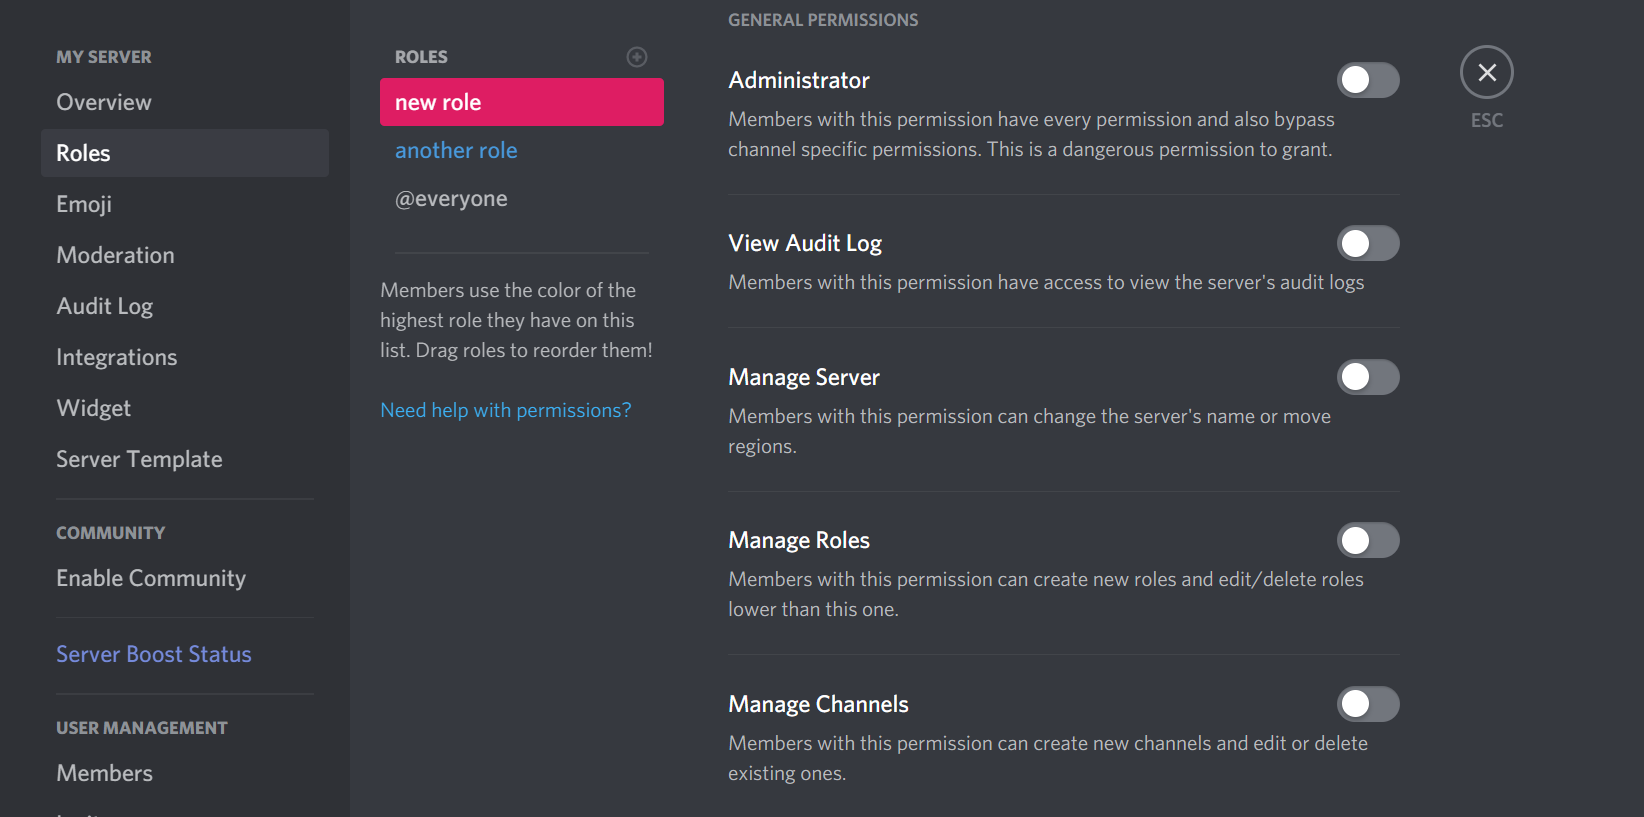 MY SERVER
Overview
Roles
Emoji
Moderation
Audit Log
Integrations
Widget
Server Template
COMMUNITY
Enable Community
Server Boost Status
USER MANAGEMENT
Members
ROLES
new role
another role
@everyone
Members use the color of the
highest role they have on this
list. Drag roles to reorder them!
Need help with permissions?
GENERAL PERMISSIONS
Administrator
Members with this permission have every permission and also bypass
channel specific permissions. This is a dangerous permission to grant.
View Audit Log
Members with this permission have access to view the server's audit logs
Manage Server
Members with this permission can change the server's name or move
regions.
Manage Roles
Members with this permission can create new roles and edit/delete roles
lower than this one.
Manage Channels
Members with this permission can create new channels and edit or delete
existing ones.
ESC